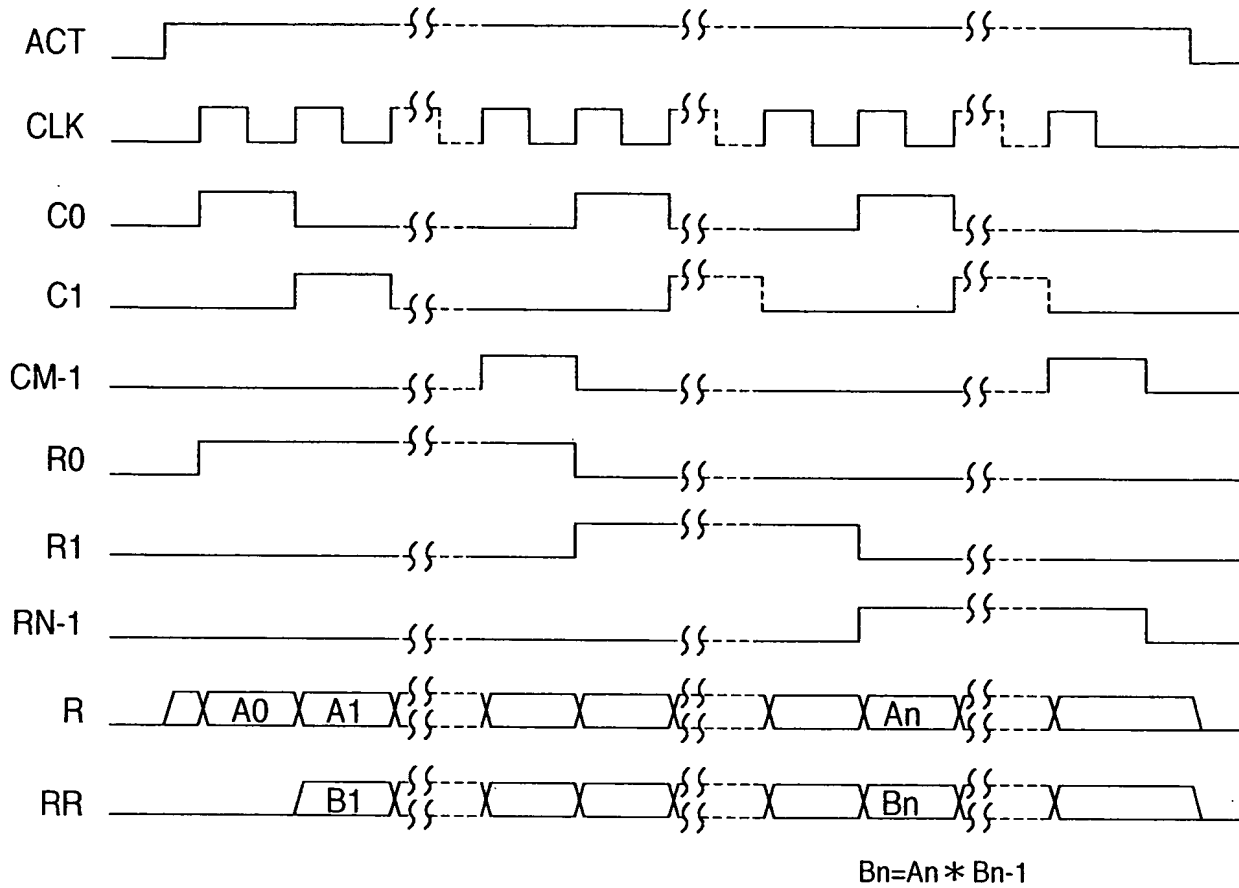 ACT
CLK
C0
C1
CM-1
R0
R1
RN-1
R A0 A1 An
RR B1 Bn
Bn=An*Bn-1